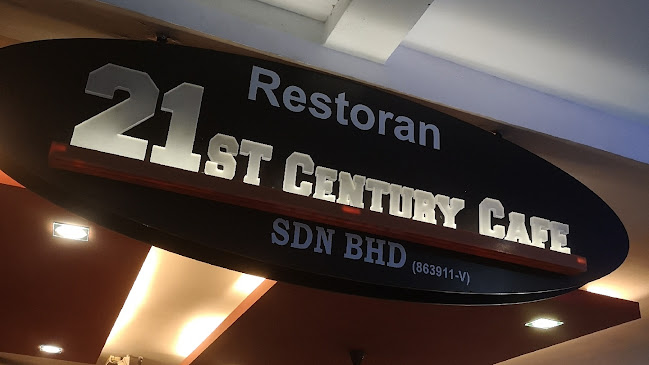 Restoran
21ST CENTURY CAFE
SDN BHD (863911-V)